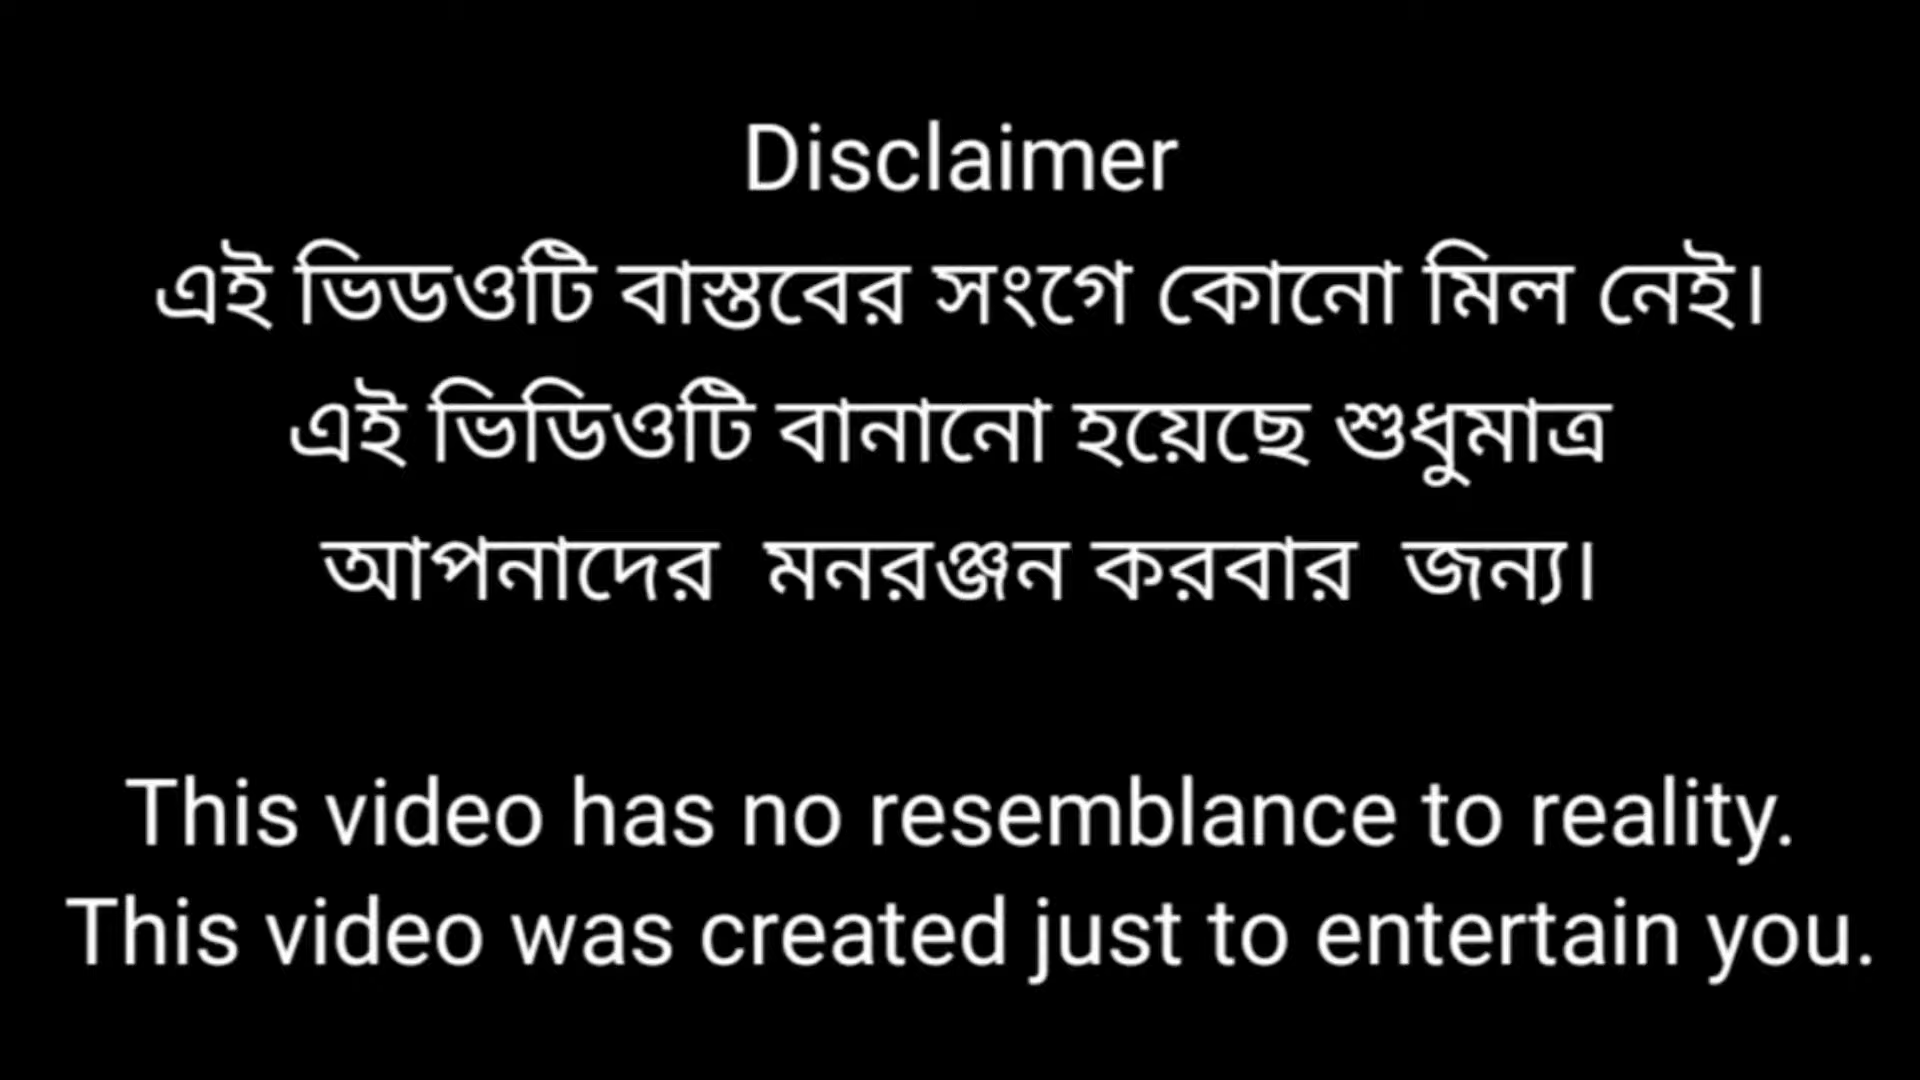 Disclaimer
এই ভিডওটি বাস্তবের সংগে কোনো মিল নেই।
এই ভিডিওটি বানানো হয়েছে শুধুমাত্র
আপনাদের মনরঞ্জন করবার জন্য।
This video has no resemblance to reality.
This video was created just to entertain you.